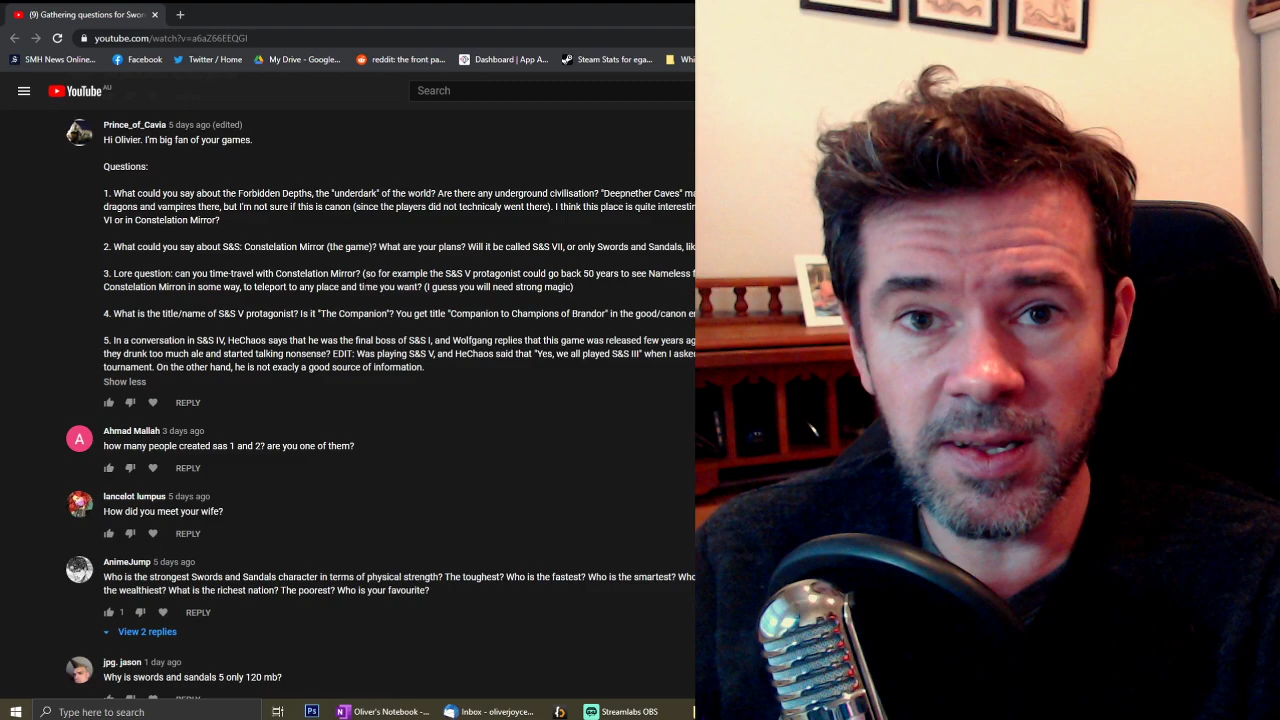 (9) Gathering questions for Swor
youtube.com/watch?v=a6aZ66EEQGI
SMH News Online...
Facebook
Twitter / Home
My Drive - Google...
reddit: the front pa...
Dashboard | App A...
Steam Stats for ega...
Whi
YouTube AU
Search
Prince_of_Cavia 5 days ago (edited)
Hi Olivier. I'm big fan of your games.
Questions:
1. What could you say about the Forbidden Depths, the "underdark" of the world? Are there any underground civilisation? "Deepnether Caves" ma
dragons and vampires there, but I'm not sure if this is canon (since the players did not technicaly went there). I think this place is quite interestin
VI or in Constelation Mirror?
2. What could you say about S&S: Constelation Mirror (the game)? What are your plans? Will it be called S&S VII, or only Swords and Sandals, lik
3. Lore question: can you time-travel with Constelation Mirror? (so for example the S&S V protagonist could go back 50 years to see Nameless f
Constelation Mirron in some way, to teleport to any place and time you want? (I guess you will need strong magic)
4. What is the title/name of S&S V protagonist? Is it "The Companion"? You get title "Companion to Champions of Brandor" in the good/canon e
5. In a conversation in S&S IV, HeChaos says that he was the final boss of S&S I, and Wolfgang replies that this game was released few years ag
they drunk too much ale and started talking nonsense? EDIT: Was playing S&S V, and HeChaos said that "Yes, we all played S&S III" when I aske
tournament. On the other hand, he is not exacly a good source of information.
Show less
REPLY
A
Ahmad Mallah 3 days ago
how many people created sas 1 and 2? are you one of them?
REPLY
lancelot lumpus 5 days ago
How did you meet your wife?
REPLY
AnimeJump 5 days ago
Who is the strongest Swords and Sandals character in terms of physical strength? The toughest? Who is the fastest? Who is the smartest? Who
the wealthiest? What is the richest nation? The poorest? Who is your favourite?
1 REPLY
View 2 replies
jpg. jason 1 day ago
Why is swords and sandals 5 only 120 mb?
Type here to search
Ps
Oliver's Notebook -...
Inbox - oliverjoyce...
Streamlabs OBS